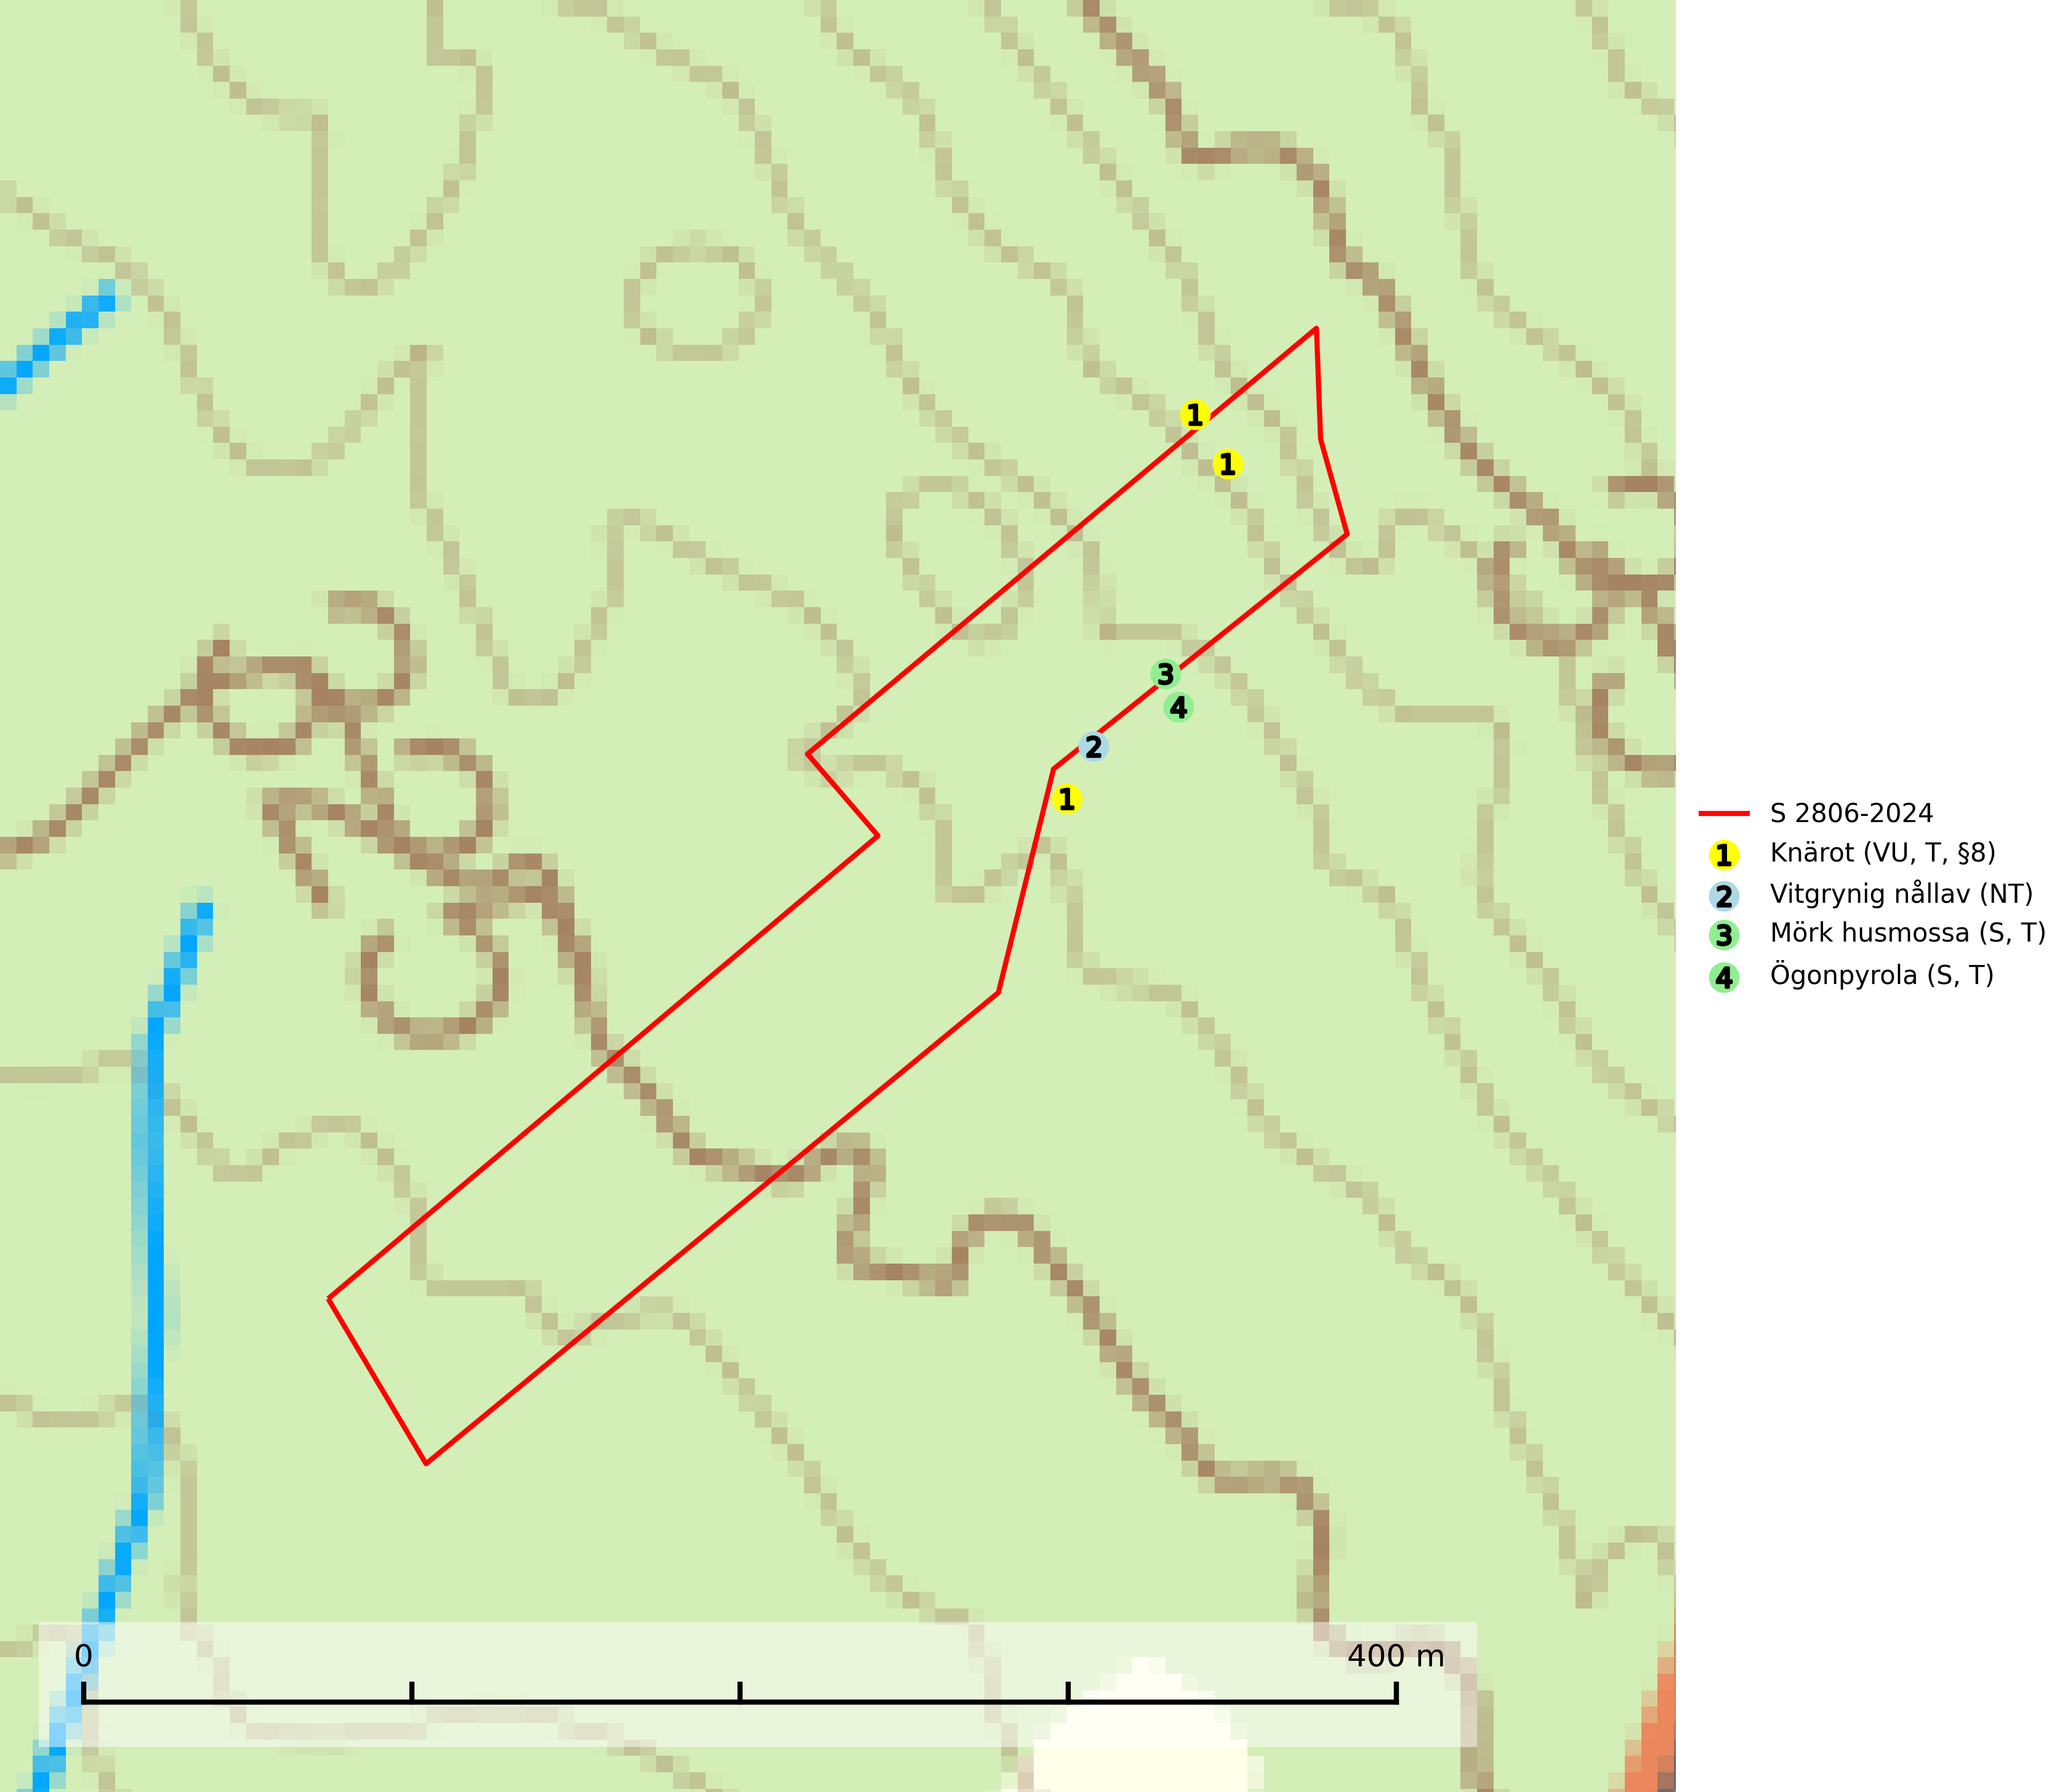 1
1
3
4
2
1
S 2806-2024
1 Knärot (VU, T, §8)
2 Vitgrynig nållav (NT)
3 Mörk husmossa (S, T)
4 Ögonpyrola (S, T)
0 400 m